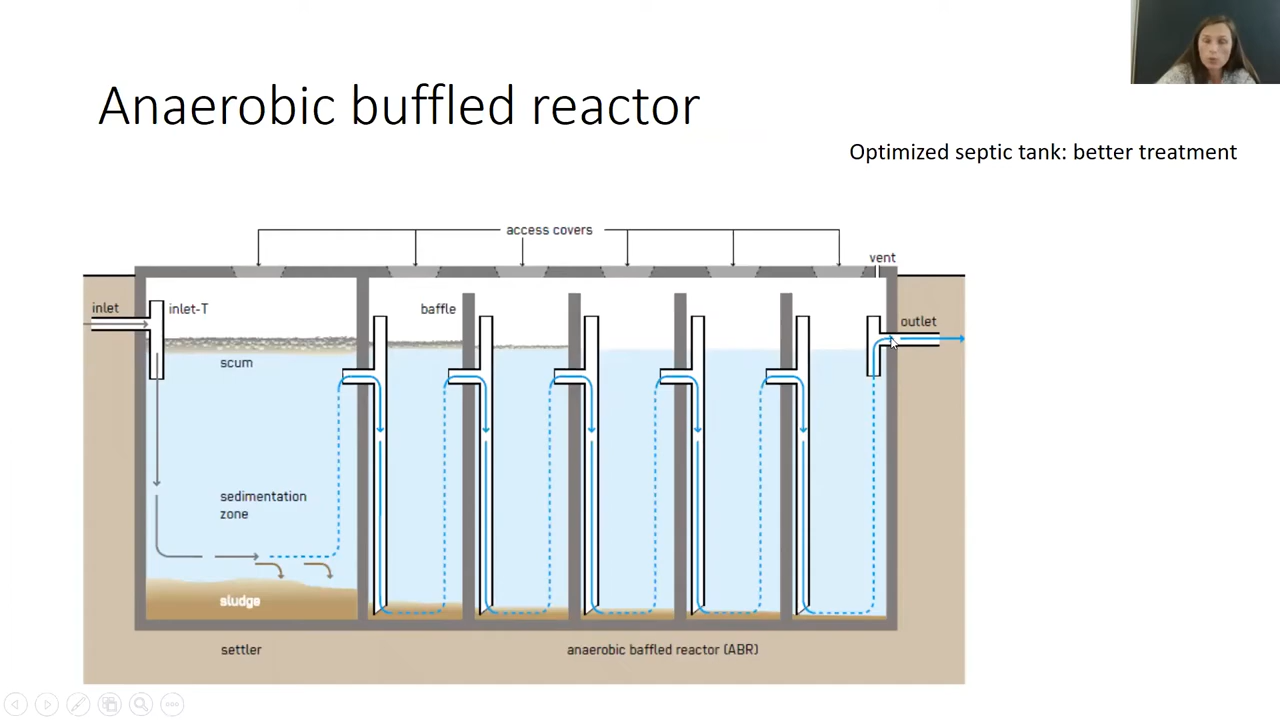 Anaerobic buffled reactor
Optimized septic tank: better treatment
access covers
vent
inlet
inlet-T
baffle
outlet
scum
sedimentation
zone
sludge
settler
anaerobic baffled reactor (ABR)